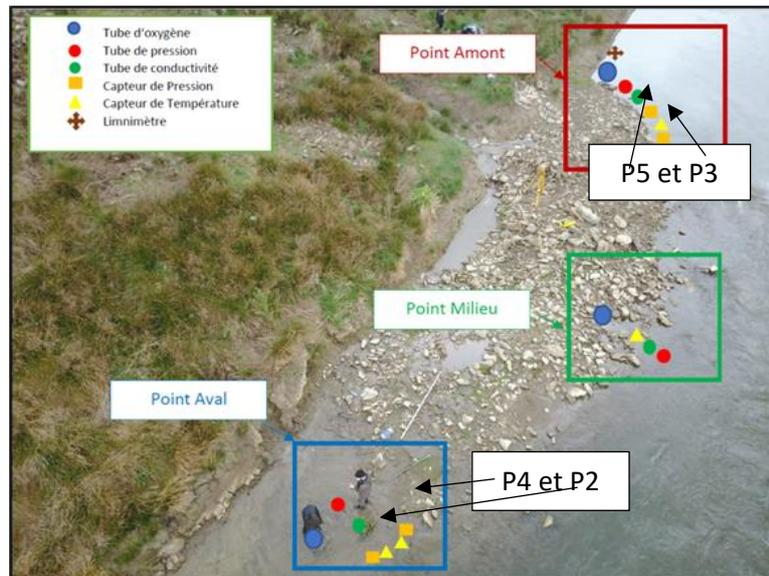 Tube d'oxygène
Tube de pression
Tube de conductivité
Capteur de Pression
Capteur de Température
Limnimètre
Point Amont
P5 et P3
Point Milieu
Point Aval
P4 et P2